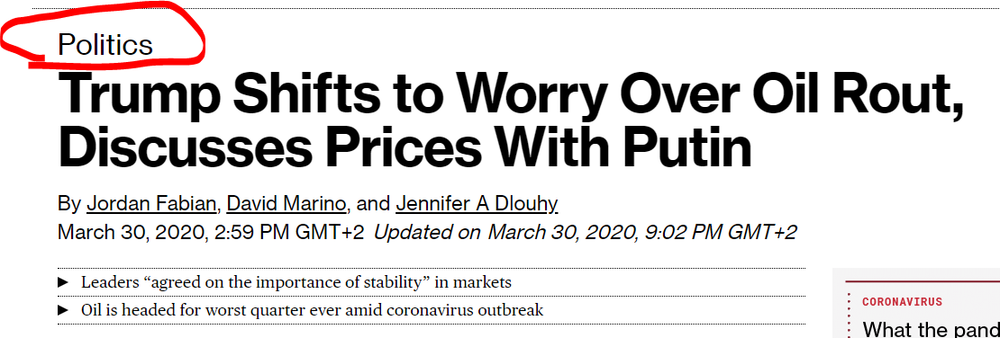 Politics
Trump Shifts to Worry Over Oil Rout,
Discusses Prices With Putin
By Jordan Fabian, David Marino, and Jennifer A Dlouhy
March 30, 2020, 2:59 PM GMT+2 Updated on March 30, 2020, 9:02 PM GMT+2
▶ Leaders “agreed on the importance of stability” in markets
▶ Oil is headed for worst quarter ever amid coronavirus outbreak
CORONAVIRUS
What the pand